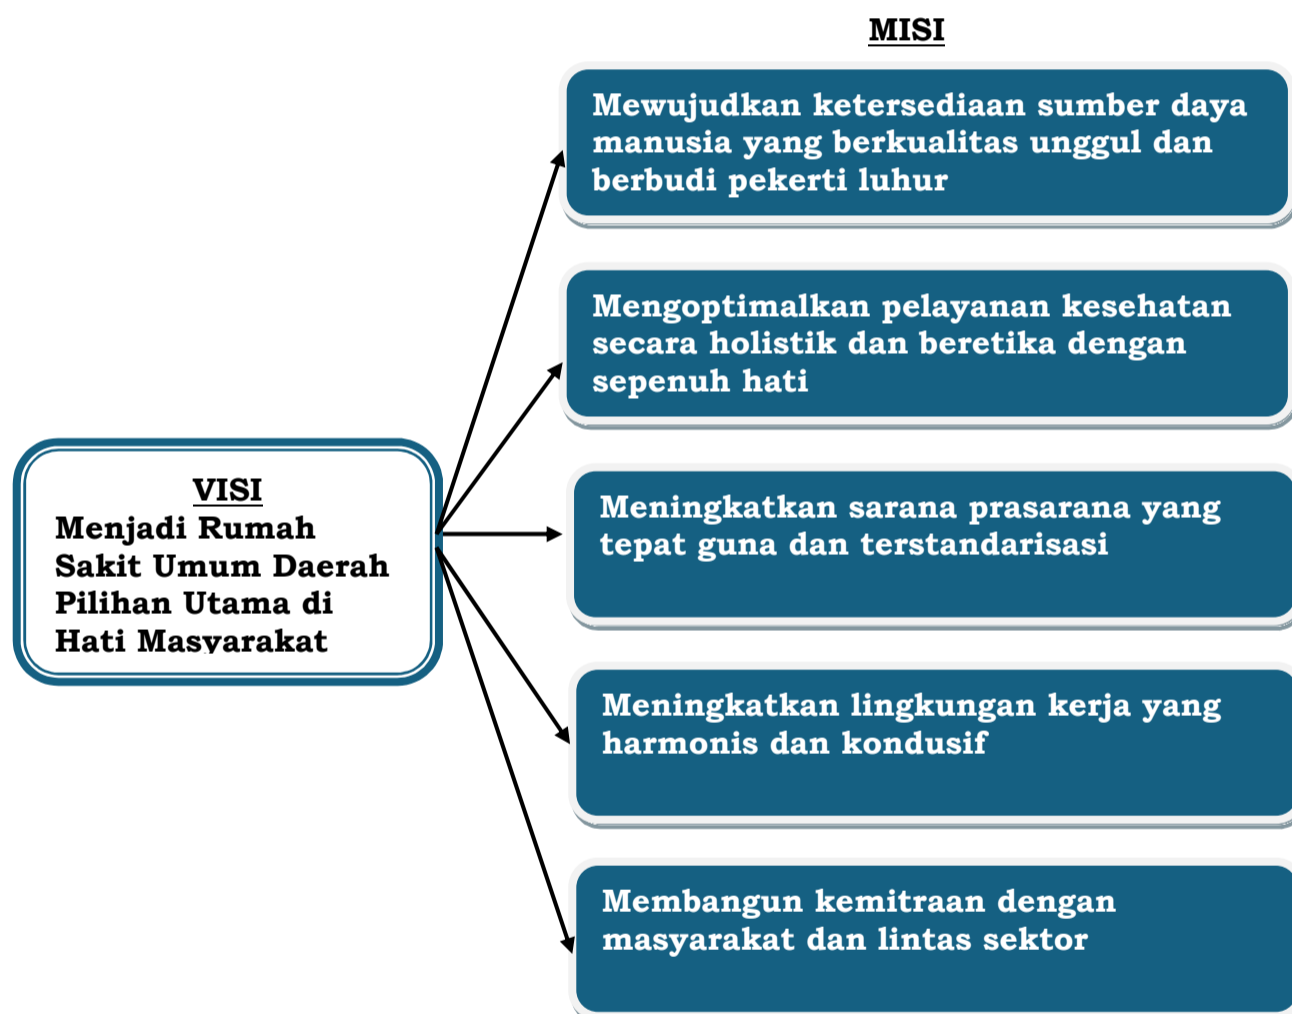 MISI
Mewujudkan ketersediaan sumber daya
manusia yang berkualitas unggul dan
berbudi pekerti luhur
Mengoptimalkan pelayanan kesehatan
secara holistik dan beretika dengan
sepenuh hati
VISI
Menjadi Rumah
Sakit Umum Daerah
Pilihan Utama di
Hati Masyarakat
Meningkatkan sarana prasarana yang
tepat guna dan terstandarisasi
Meningkatkan lingkungan kerja yang
harmonis dan kondusif
Membangun kemitraan dengan
masyarakat dan lintas sektor